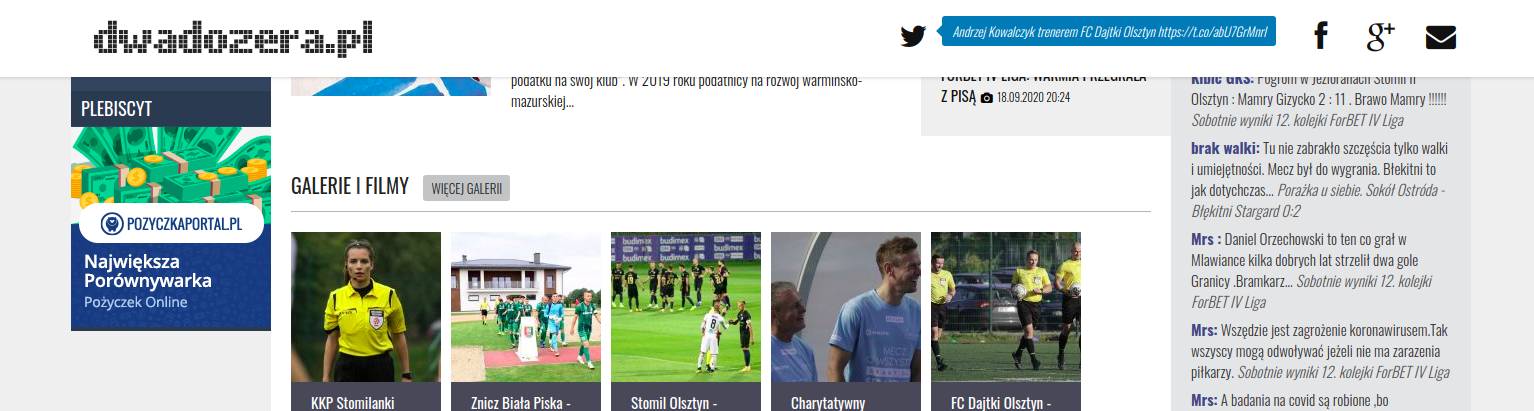 dwadozera.pl
Andrzej Kowalczyk trenerem FC Dajtki Olsztyn https://t.co/abU7GrMnrl
PLEBISCYT
POZYCZKAPORTAL.PL
Największa
Porównywarka
Pożyczek Online
podatku na swój klub". W 2019 roku podatnicy na rozwój warmińsko-
mazurskiej...
FORBET IV LIGA: WARMIA PRZEGRAŁA
Z PISĄ 18.09.2020 20:24
GALERIE I FILMY WIĘCEJ GALERII
budimex budimex budimex
KKP Stomilanki
Znicz Biała Piska -
Stomil Olsztyn -
Charytatywny
FC Dajtki Olsztyn -
Kibic GKS: Pogrom w Jezioranach Stomil II
Olsztyn : Mamry Gizycko 2 : 11 . Brawo Mamry !!!!!!
Sobotnie wyniki 12. kolejki ForBET IV Liga
brak walki: Tu nie zabrakło szczęścia tylko walki
i umiejętności. Mecz był do wygrania. Błekitni to
jak dotychczas... Porażka u siebie. Sokół Ostróda -
Błękitni Stargard 0:2
Mrs : Daniel Orzechowski to ten co grał w
Mlawiance kilka dobrych lat strzelił dwa gole
Granicy .Bramkarz... Sobotnie wyniki 12. kolejki
ForBET IV Liga
Mrs: Wszędzie jest zagrożenie koronawirusem.Tak
wszyscy mogą odwoływać jeżeli nie ma zarazenia
piłkarzy. Sobotnie wyniki 12. kolejki ForBET IV Liga
Mrs: A badania na covid są robione ,bo